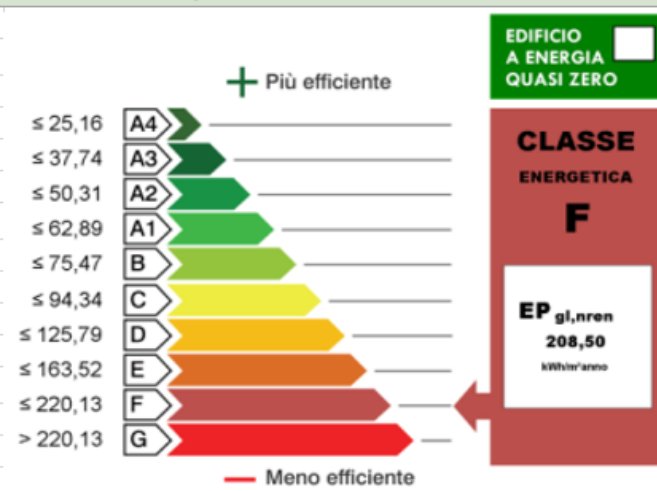 EDIFICIO
A ENERGIA
QUASI ZERO
Più efficiente
≤ 25,16 A4
≤ 37,74 A3
≤ 50,31 A2
≤ 62,89 A1
≤ 75,47 B
≤ 94,34 C
≤ 125,79 D
≤ 163,52 E
≤ 220,13 F
> 220,13 G
Meno efficiente
CLASSE
ENERGETICA
F
EP gl,nren
208,50
kWh/m²anno